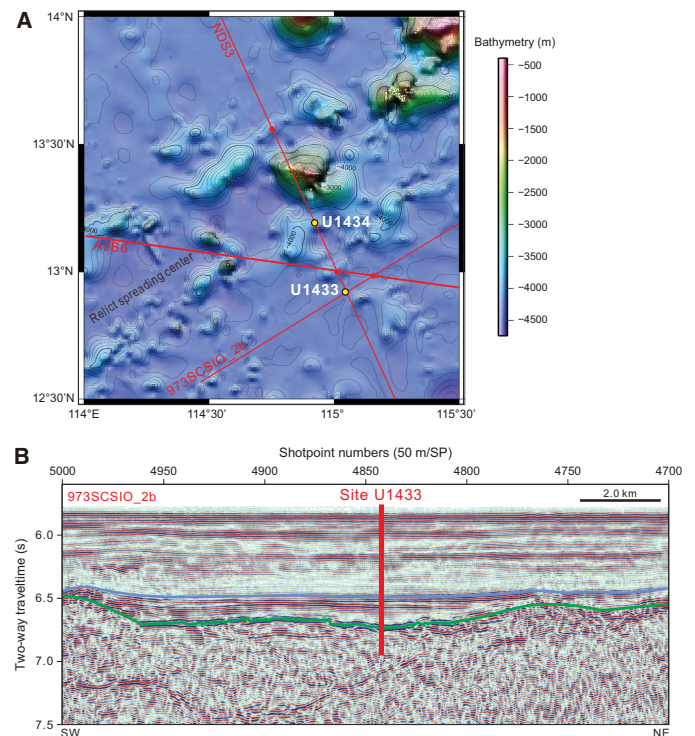 A
Bathymetry (m)
14°N
13°30'N
13°N
12°30'N
114°E
114°30'
115°
115°30'
NDS3
U1434
U1433
Relict spreading center
973SCSIO_2b
4000
-4000
-3000
−500
−1000
−1500
−2000
−2500
−3000
−3500
−4000
−4500
B
Shotpoint numbers (50 m/SP)
5000 4950 4900 4850 4800 4750 4700
973SCSIO_2b
Site U1433
2.0 km
Two-way traveltime (s)
6.0
6.5
7.0
7.5
SW
NE